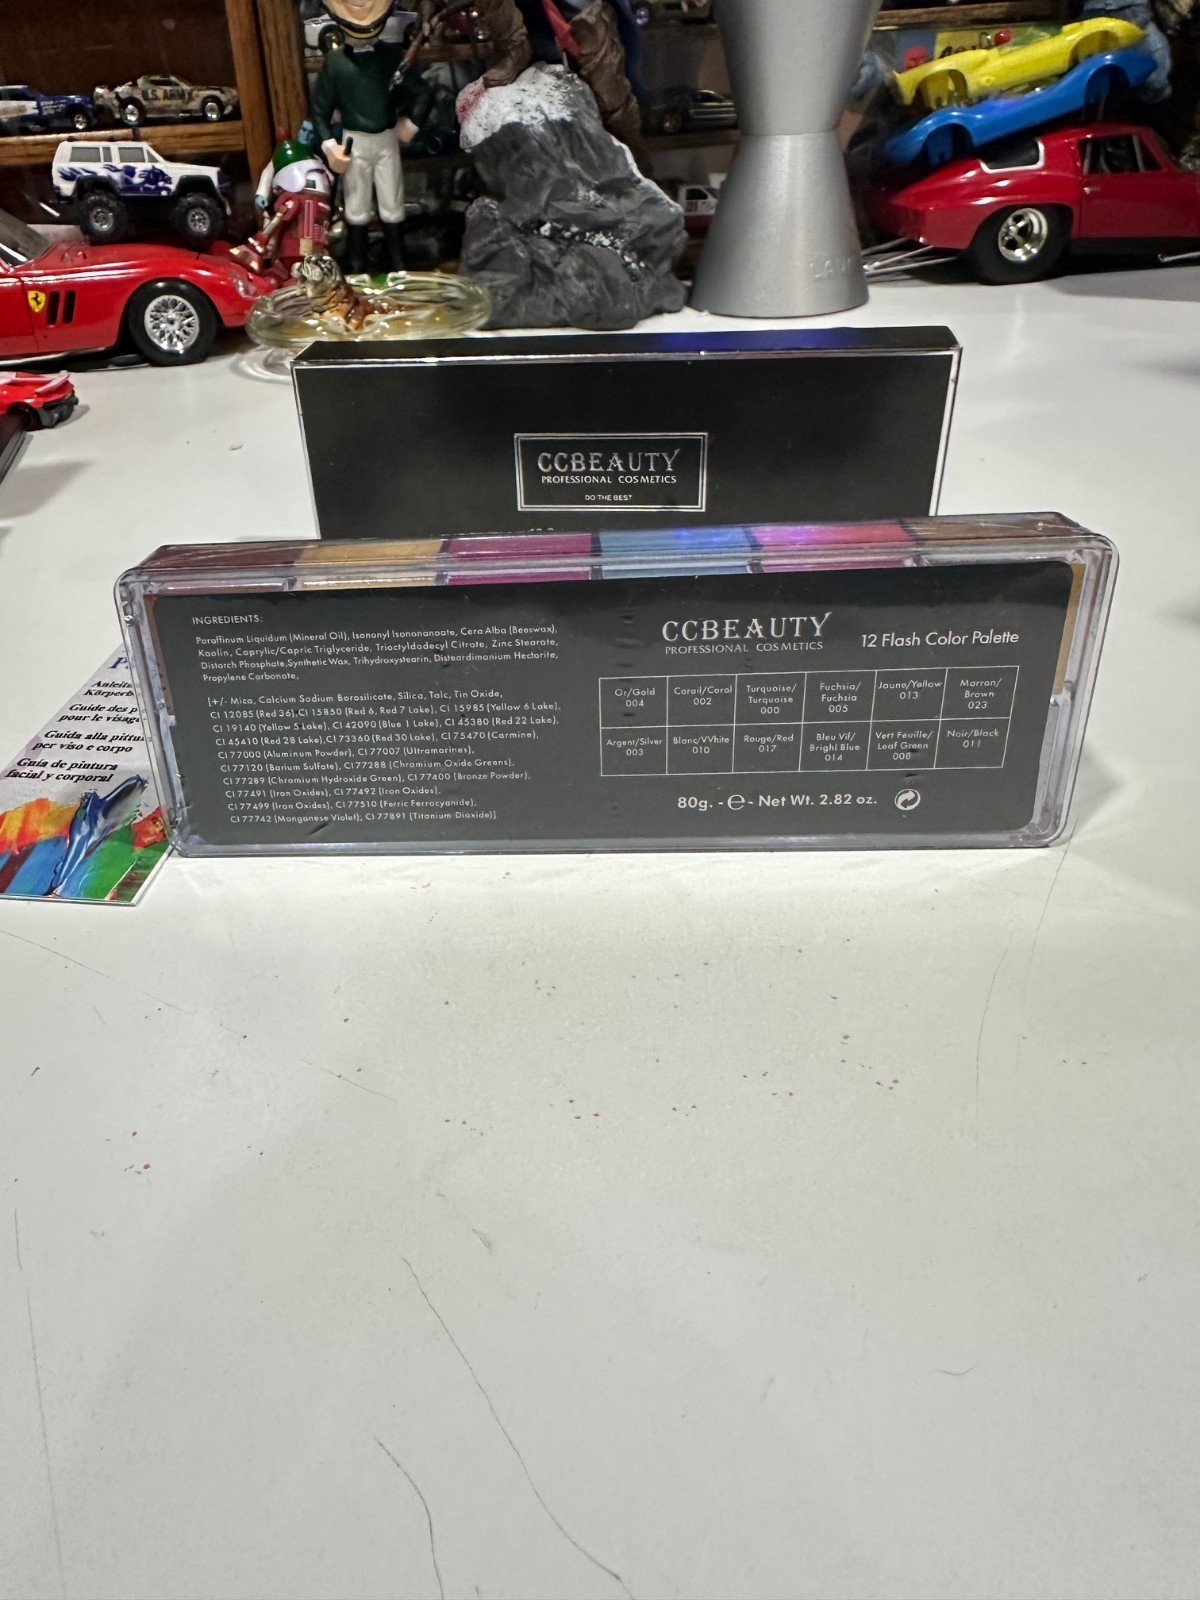 U.S. ARMY
CCBEAUTY
PROFESSIONAL COSMETICS
DO THE BEST
INGREDIENTS:
Paraffinum Liquidum (Mineral Oil), Isononyl Isononanoate, Cera Alba (Beeswax),
Kaolin, Caprylic/Capric Triglyceride, Trioctyldodecyl Citrate, Zinc Stearate,
Distarch Phosphate,Synthetic Wax, Trihydroxystearin, Disteardimonium Hectorite,
Propylene Carbonate,
[+/- Mica, Calcium Sodium Borosilicate, Silica, Talc, Tin Oxide,
CI 12085 (Red 36),CI 15850 (Red 6, Red 7 Lake), CI 15985 (Yellow 6 Lake),
CI 19140 (Yellow 5 Lake), CI 42090 (Blue 1 Lake), CI 45380 (Red 22 Lake),
CI 45410 (Red 28 Lake),CI 73360 (Red 30 Lake), CI 75470 (Carmine),
CI 77000 (Aluminum Powder), CI 77007 (Ultramarines),
CI 77120 (Barium Sulfate), CI77288 (Chromium Oxide Greens),
CI 77289 (Chromium Hydroxide Green), CI 77400 (Bronze Powder),
CI 77491 (Iron Oxides), CI 77492 (Iron Oxides),
CI 77499 (Iron Oxides), CI 77510 (Ferric Ferrocyanide),
CI 77742 (Manganese Violet), CI 77891 (Titanium Dioxide)]
CCBEAUTY
PROFESSIONAL COSMETICS
12 Flash Color Palette
Or/Gold
004
Corail/Coral
002
Turquoise/
Turquoise
000
Fuchsia/
Fuchsia
005
Jaune/Yellow
013
Marran/
Brown
023
Argent/Silver
003
Blanc/VVhite
010
Rouge/Red
017
Bleu Vif/
Brighl Blue
014
Vert Feuille/
Leaf Green
008
Noir/Black
011
80g. - e - Net Wt. 2.82 oz.
Guide des p
pour le visage
Guida alla pittu
per viso e corpo
Guía de pintura
facial y corporal